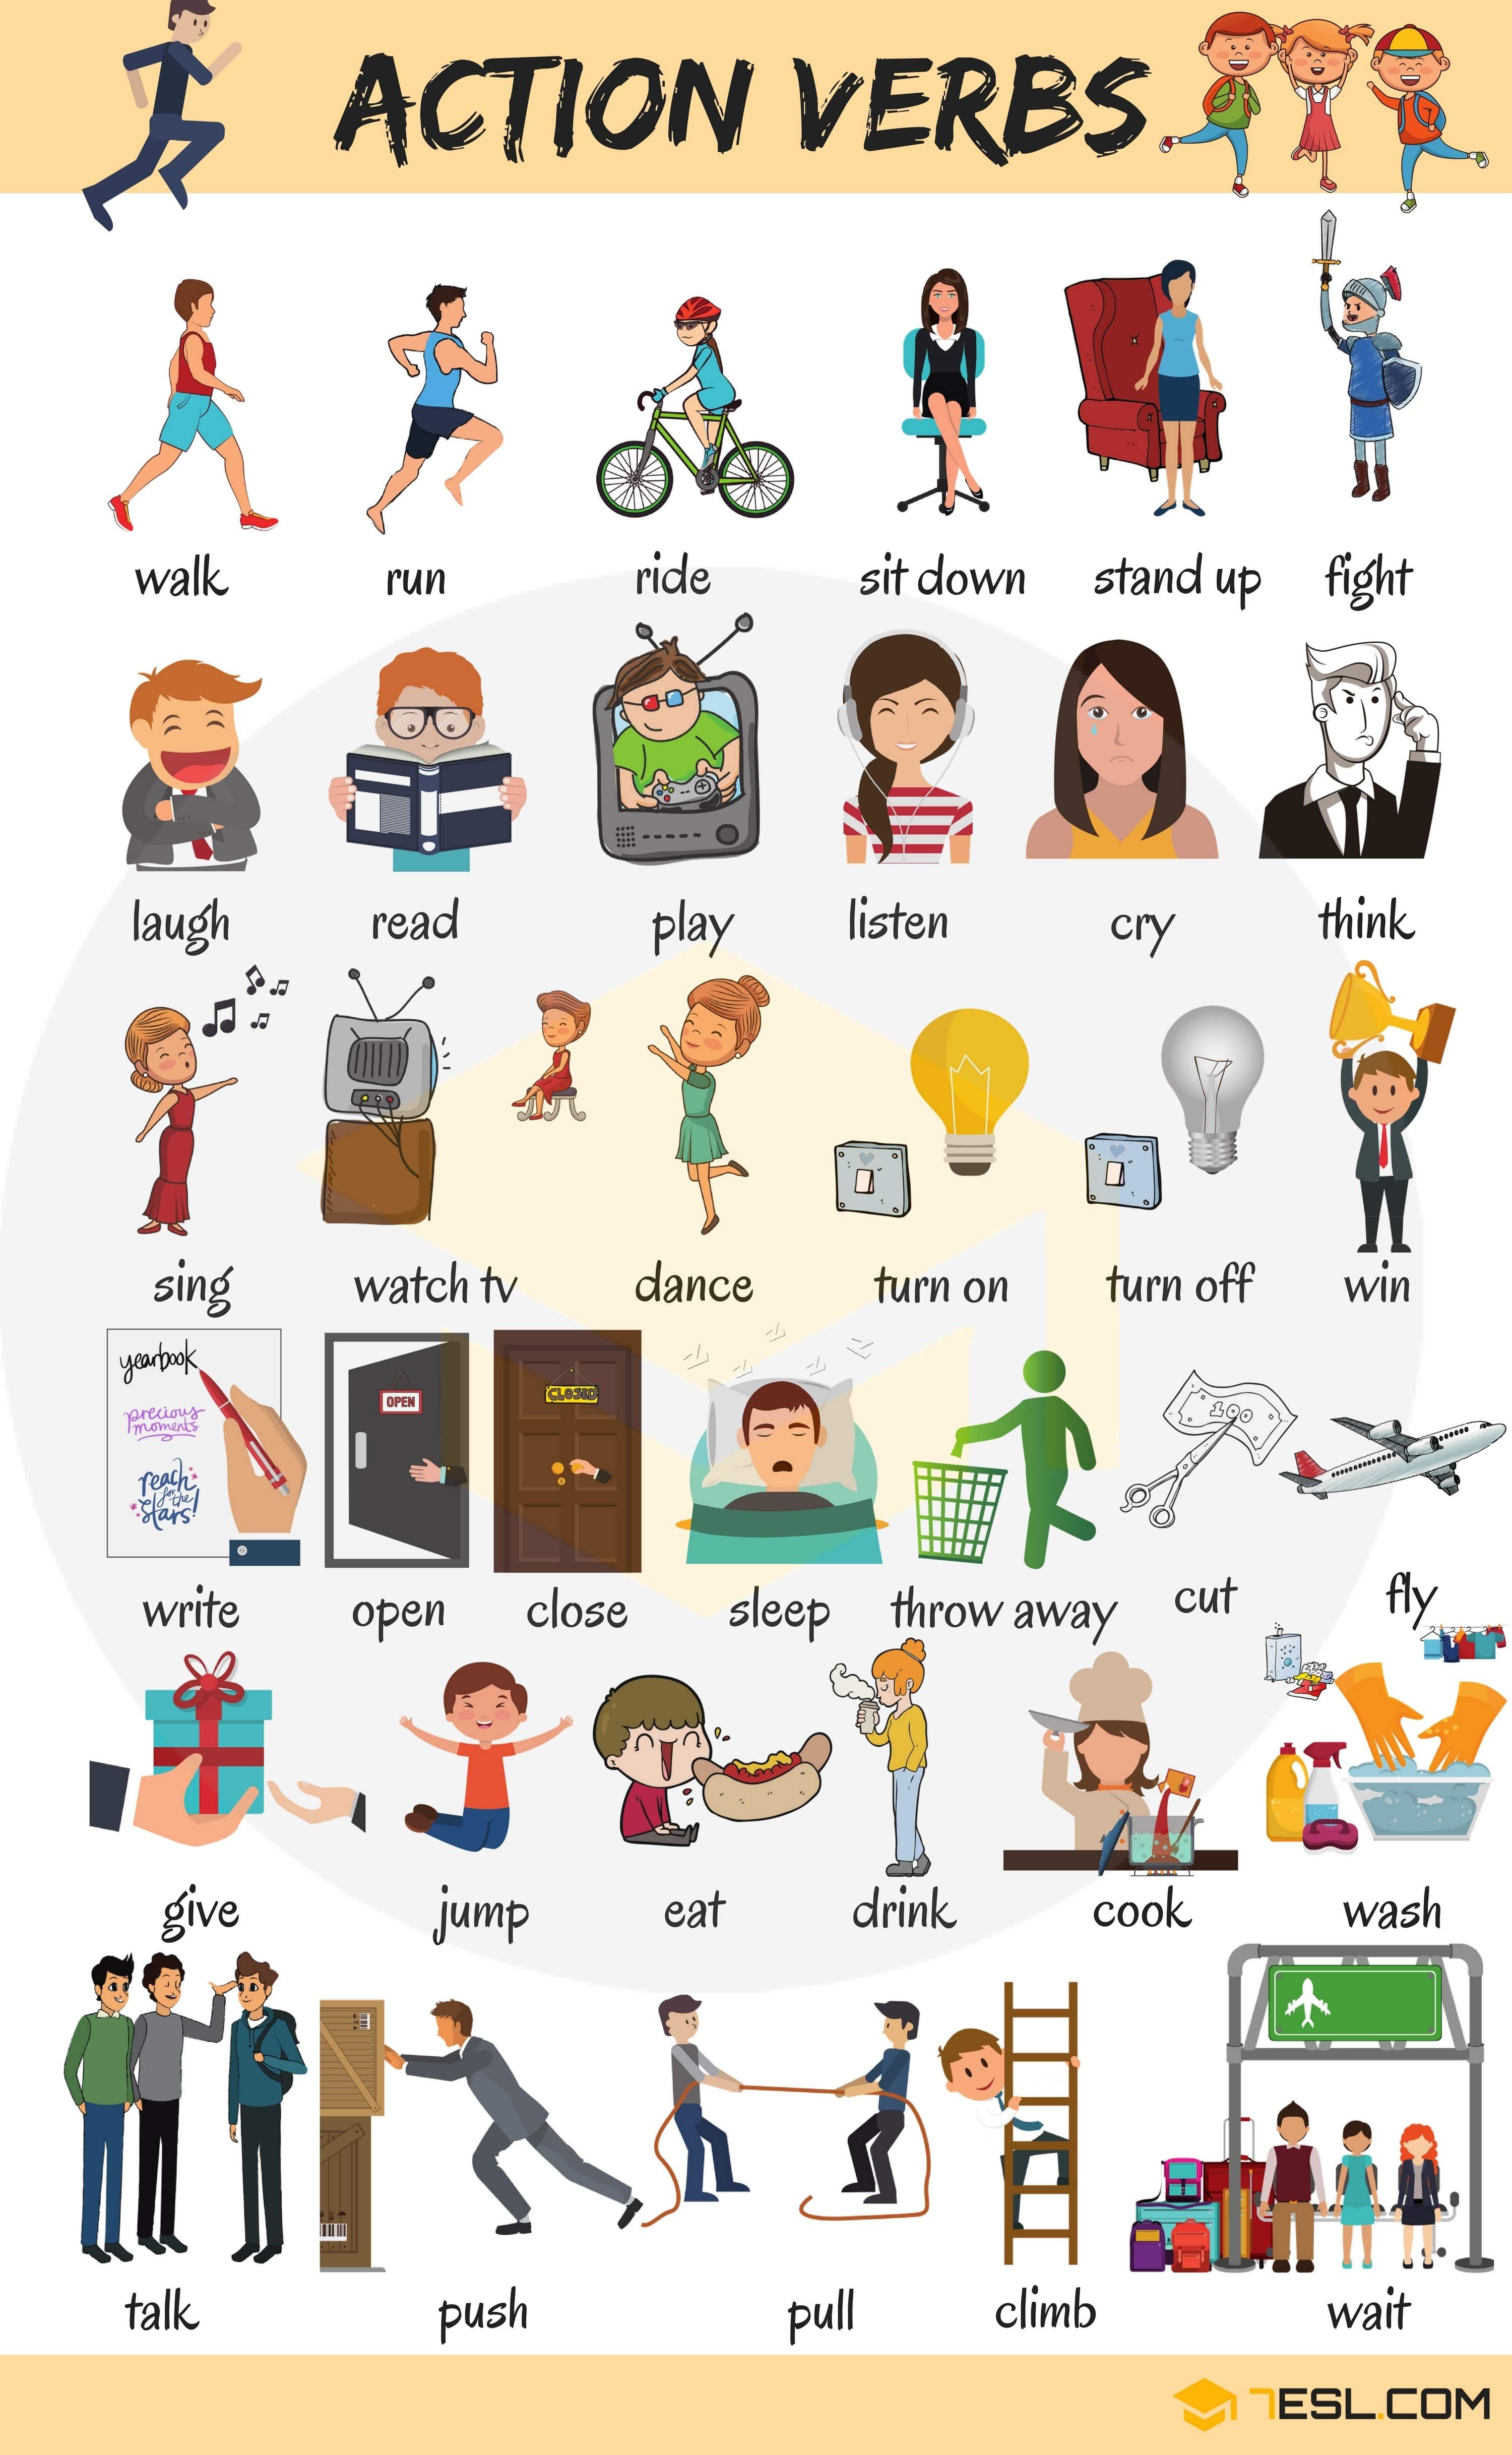 ACTION VERBS
walk
run
ride
sit down
stand up
fight
laugh
read
play
listen
cry
think
sing
watch tv
dance
turn on
turn off
win
yearbook
precious
moments
reach
for
the
stars!
OPEN
CLOSED
100
write
open
close
sleep
throw away
cut
fly
give
jump
eat
drink
cook
wash
talk
push
pull
climb
wait
7ESL.COM